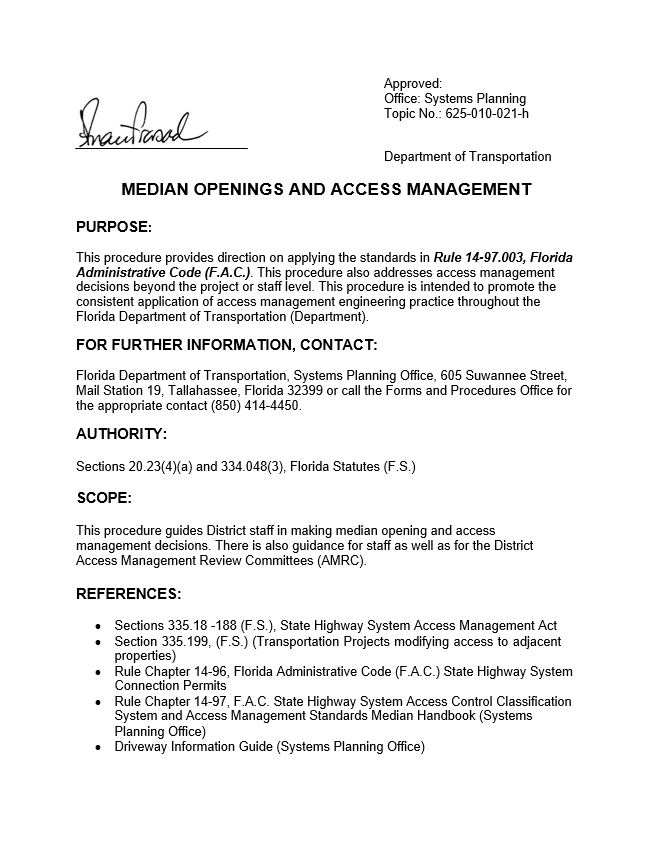 Approved:
Office: Systems Planning
Topic No.: 625-010-021-h
Department of Transportation
MEDIAN OPENINGS AND ACCESS MANAGEMENT
PURPOSE:
This procedure provides direction on applying the standards in Rule 14-97.003, Florida
Administrative Code (F.A.C.). This procedure also addresses access management
decisions beyond the project or staff level. This procedure is intended to promote the
consistent application of access management engineering practice throughout the
Florida Department of Transportation (Department).
FOR FURTHER INFORMATION, CONTACT:
Florida Department of Transportation, Systems Planning Office, 605 Suwannee Street,
Mail Station 19, Tallahassee, Florida 32399 or call the Forms and Procedures Office for
the appropriate contact (850) 414-4450.
AUTHORITY:
Sections 20.23(4)(a) and 334.048(3), Florida Statutes (F.S.)
SCOPE:
This procedure guides District staff in making median opening and access
management decisions. There is also guidance for staff as well as for the District
Access Management Review Committees (AMRC).
REFERENCES:
• Sections 335.18 -188 (F.S.), State Highway System Access Management Act
• Section 335.199, (F.S.) (Transportation Projects modifying access to adjacent
properties)
• Rule Chapter 14-96, Florida Administrative Code (F.A.C.) State Highway System
Connection Permits
• Rule Chapter 14-97, F.A.C. State Highway System Access Control Classification
System and Access Management Standards Median Handbook (Systems
Planning Office)
• Driveway Information Guide (Systems Planning Office)